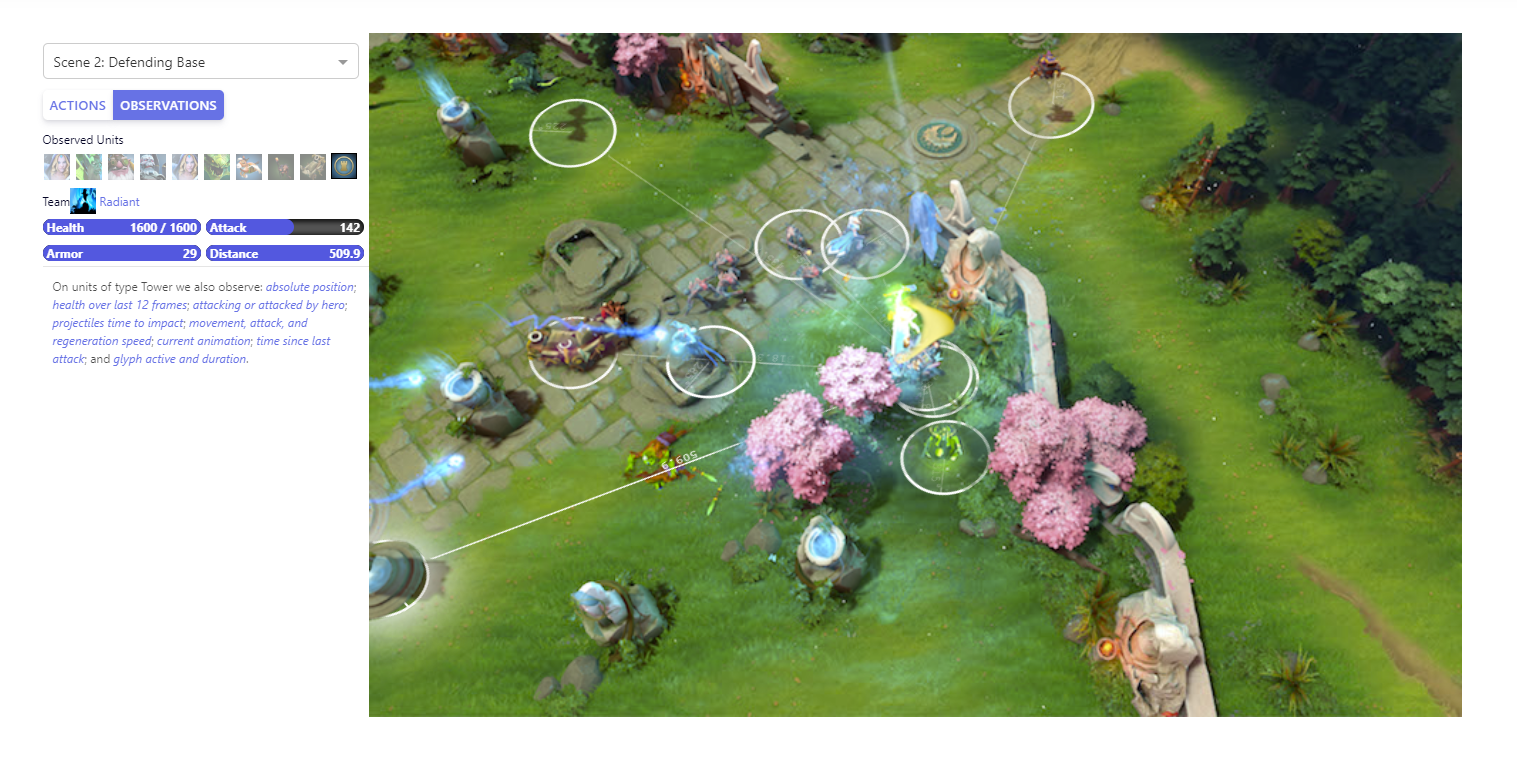 Scene 2: Defending Base
ACTIONS OBSERVATIONS
Observed Units
Team Radiant
Health 1600 / 1600 Attack 142
Armor 29 Distance 509.9
On units of type Tower we also observe: absolute position;
health over last 12 frames; attacking or attacked by hero;
projectiles time to impact; movement, attack, and
regeneration speed; current animation; time since last
attack; and glyph active and duration.
509.9